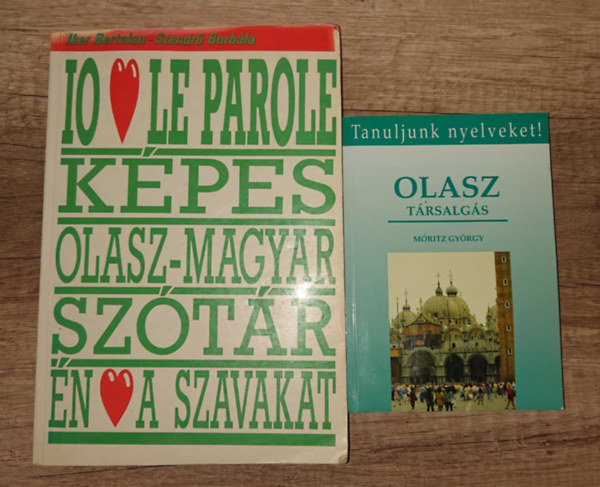 Iker Bertalan - Szendrő Borbála
IO LE PAROLE
KÉPES
OLASZ-MAGYAR
SZÓTÁR
ÉN A SZAVAKAT
Tanuljunk nyelveket!
OLASZ
TÁRSALGÁS
MÓRITZ GYÖRGY